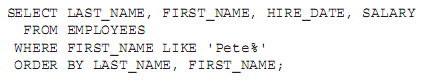 SELECT LAST_NAME, FIRST_NAME, HIRE_DATE, SALARY
FROM EMPLOYEES
WHERE FIRST_NAME LIKE 'Pete%'
ORDER BY LAST_NAME, FIRST_NAME;